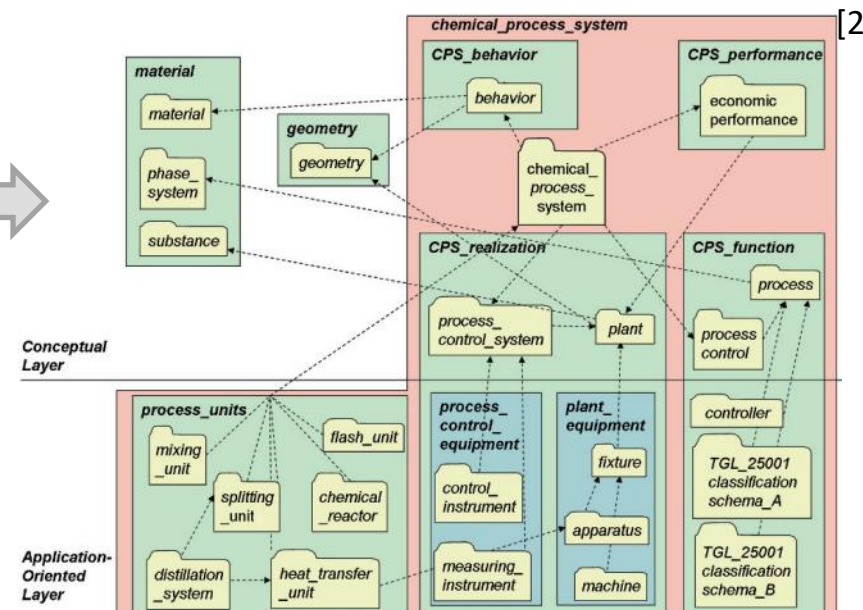 chemical_process_system
[2
CPS_behavior
behavior
CPS_performance
economic
performance
material
material
phase_
system
substance
geometry
geometry
chemical_
process_
system
CPS_realization
process_
control_system
plant
CPS_function
process
process
control
Conceptual
Layer
process_units
mixing
_unit
flash_unit
splitting
_unit
chemical
_reactor
distillation
_system
heat_transfer
_unit
process_
control_
equipment
control_
instrument
measuring_
instrument
plant_
equipment
fixture
apparatus
machine
controller
TGL_25001
classification
schema_A
TGL_25001
classification
schema_B
Application-
Oriented
Layer